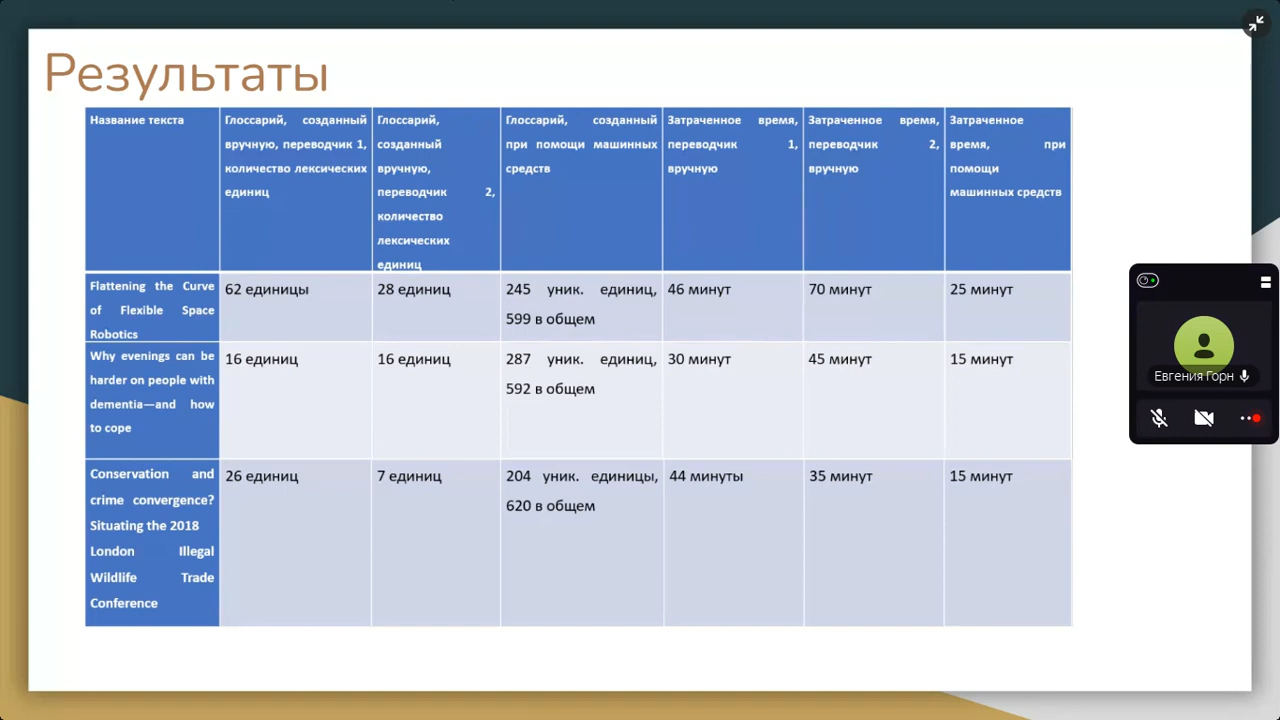 Результаты
Название текста
Глоссарий, созданный
вручную, переводчик 1,
количество лексических
единиц
Глоссарий,
созданный
вручную,
переводчик 2,
количество
лексических
единиц
Глоссарий, созданный
при помощи машинных
средств
Затраченное время,
переводчик 1,
вручную
Затраченное время,
переводчик 2,
вручную
Затраченное
время, при
помощи
машинных средств
Flattening the Curve
of Flexible Space
Robotics
62 единицы
28 единиц
245 уник. единиц,
599 в общем
46 минут
70 минут
25 минут
Why evenings can be
harder on people with
dementia—and how
to cope
16 единиц
16 единиц
287 уник. единиц,
592 в общем
30 минут
45 минут
15 минут
Conservation and
crime convergence?
Situating the 2018
London Illegal
Wildlife Trade
Conference
26 единиц
7 единиц
204 уник. единицы,
620 в общем
44 минуты
35 минут
15 минут
Евгения Горн